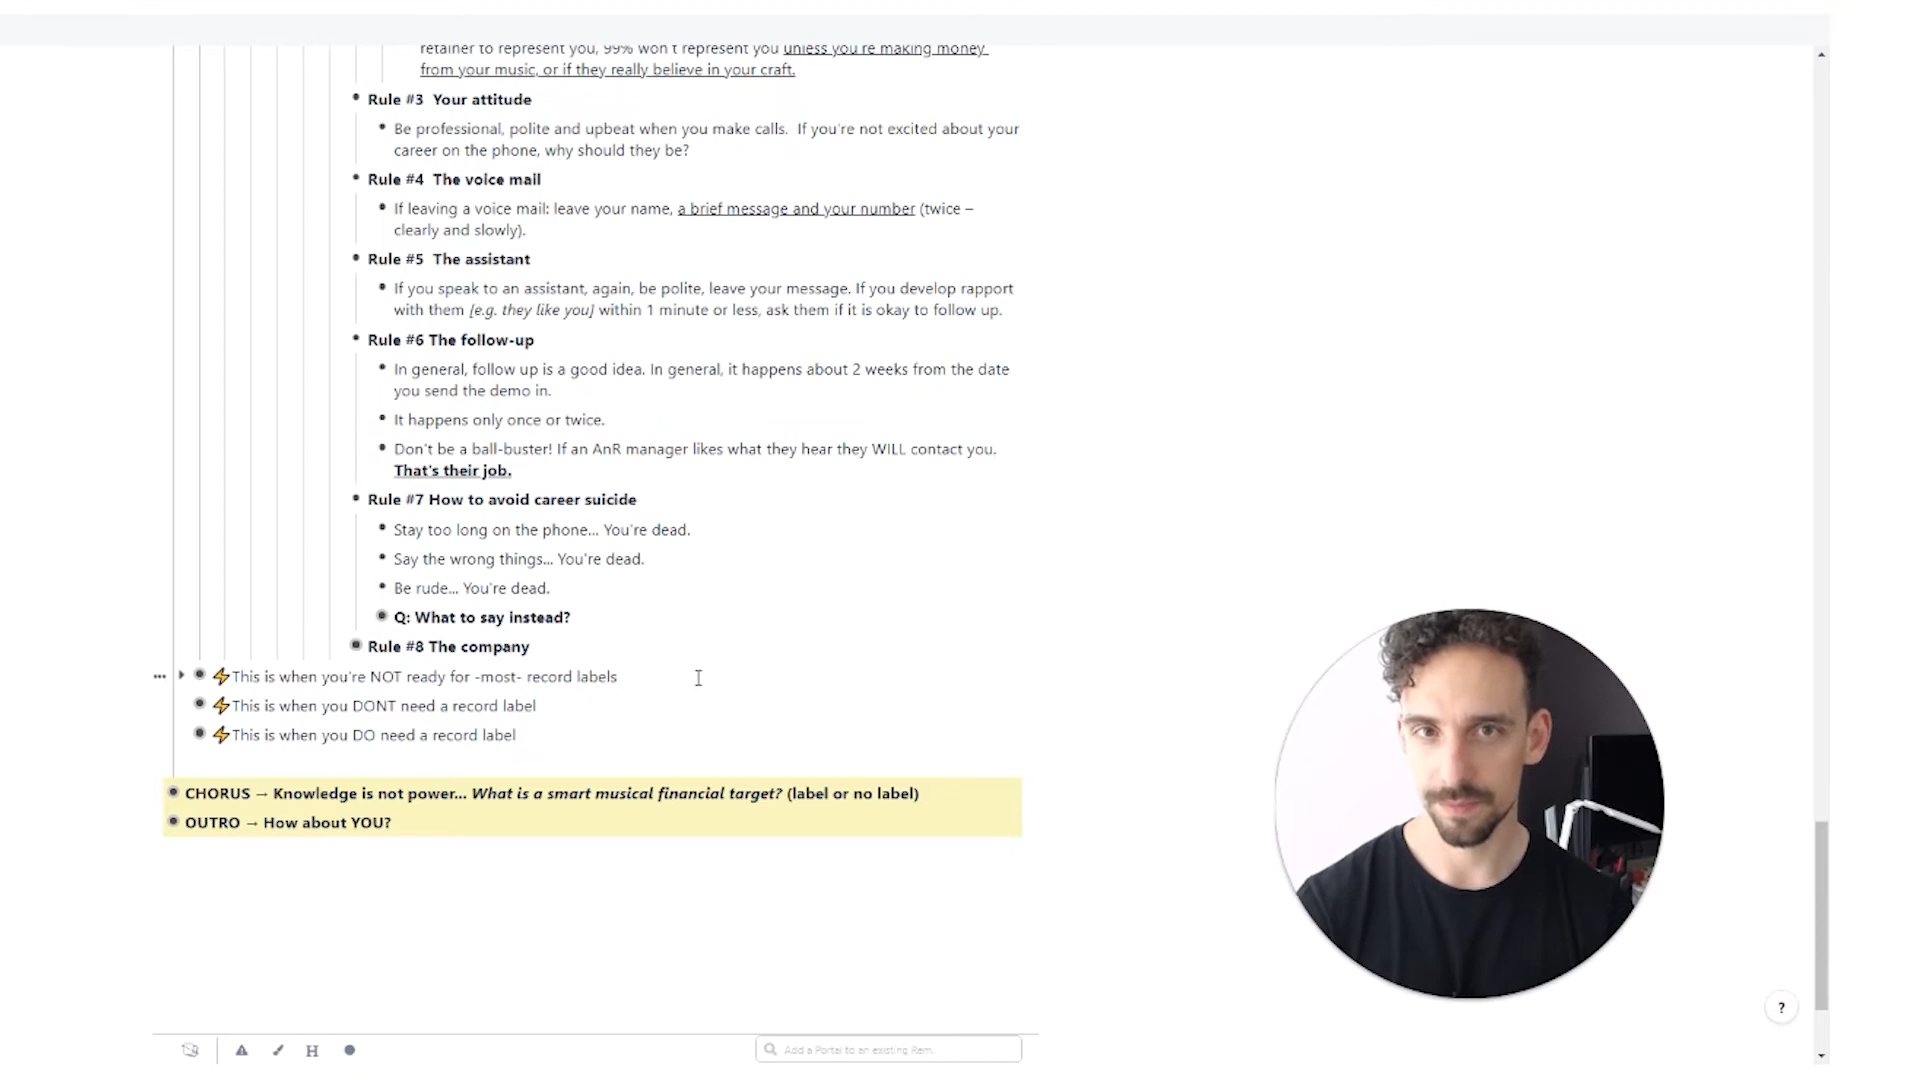 retainer to represent you, 99% won't represent you unless you're making money
from your music, or if they really believe in your craft.
Rule #3  Your attitude
Be professional, polite and upbeat when you make calls.  If you're not excited about your
career on the phone, why should they be?
Rule #4  The voice mail
If leaving a voice mail: leave your name, a brief message and your number (twice –
clearly and slowly).
Rule #5  The assistant
If you speak to an assistant, again, be polite, leave your message. If you develop rapport
with them [e.g. they like you] within 1 minute or less, ask them if it is okay to follow up.
Rule #6 The follow-up
In general, follow up is a good idea. In general, it happens about 2 weeks from the date
you send the demo in.
It happens only once or twice.
Don't be a ball-buster! If an AnR manager likes what they hear they WILL contact you.
That's their job.
Rule #7 How to avoid career suicide
Stay too long on the phone... You're dead.
Say the wrong things... You're dead.
Be rude... You're dead.
Q: What to say instead?
Rule #8 The company
⚡This is when you're NOT ready for -most- record labels
⚡This is when you DONT need a record label
⚡This is when you DO need a record label
CHORUS → Knowledge is not power... What is a smart musical financial target? (label or no label)
OUTRO → How about YOU?
H
Add a Portal to an existing Rem.
?